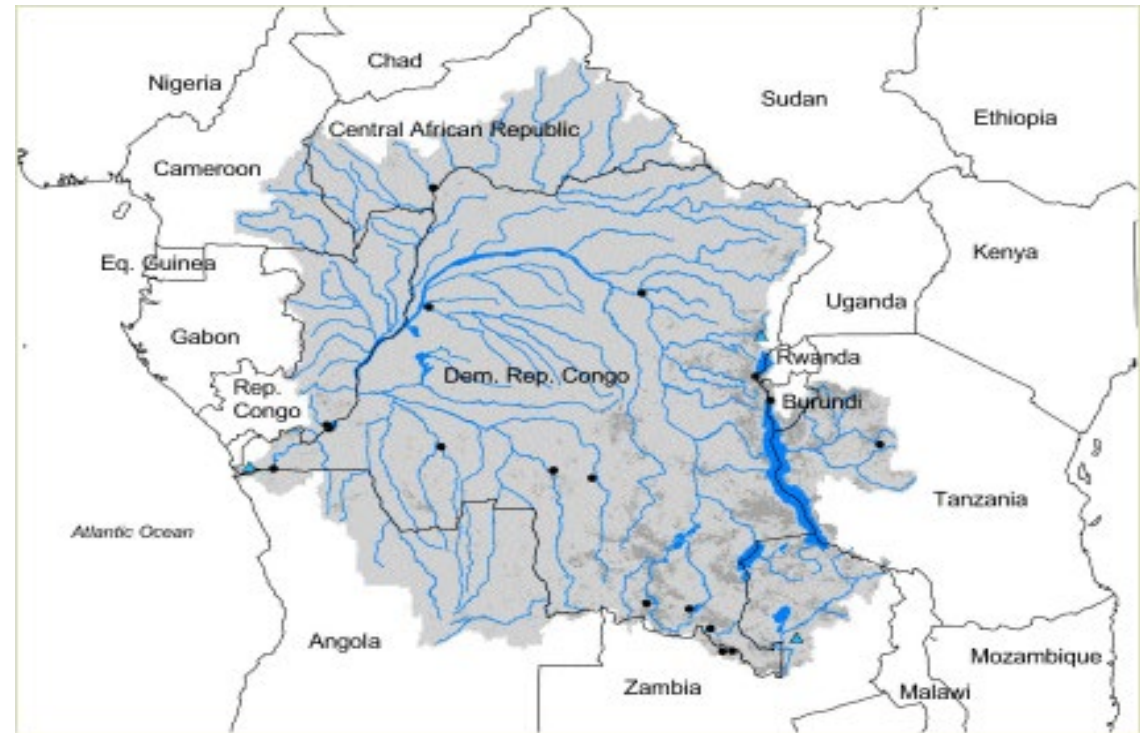 Chad
Nigeria
Sudan
Ethiopia
Central African Republic
Cameroon
Kenya
Eq. Guinea
Uganda
Gabon
Rwanda
Dem. Rep. Congo
Rep.
Congo
Burundi
Tanzania
Atlantic Ocean
Angola
Mozambique
Zambia
Malawi